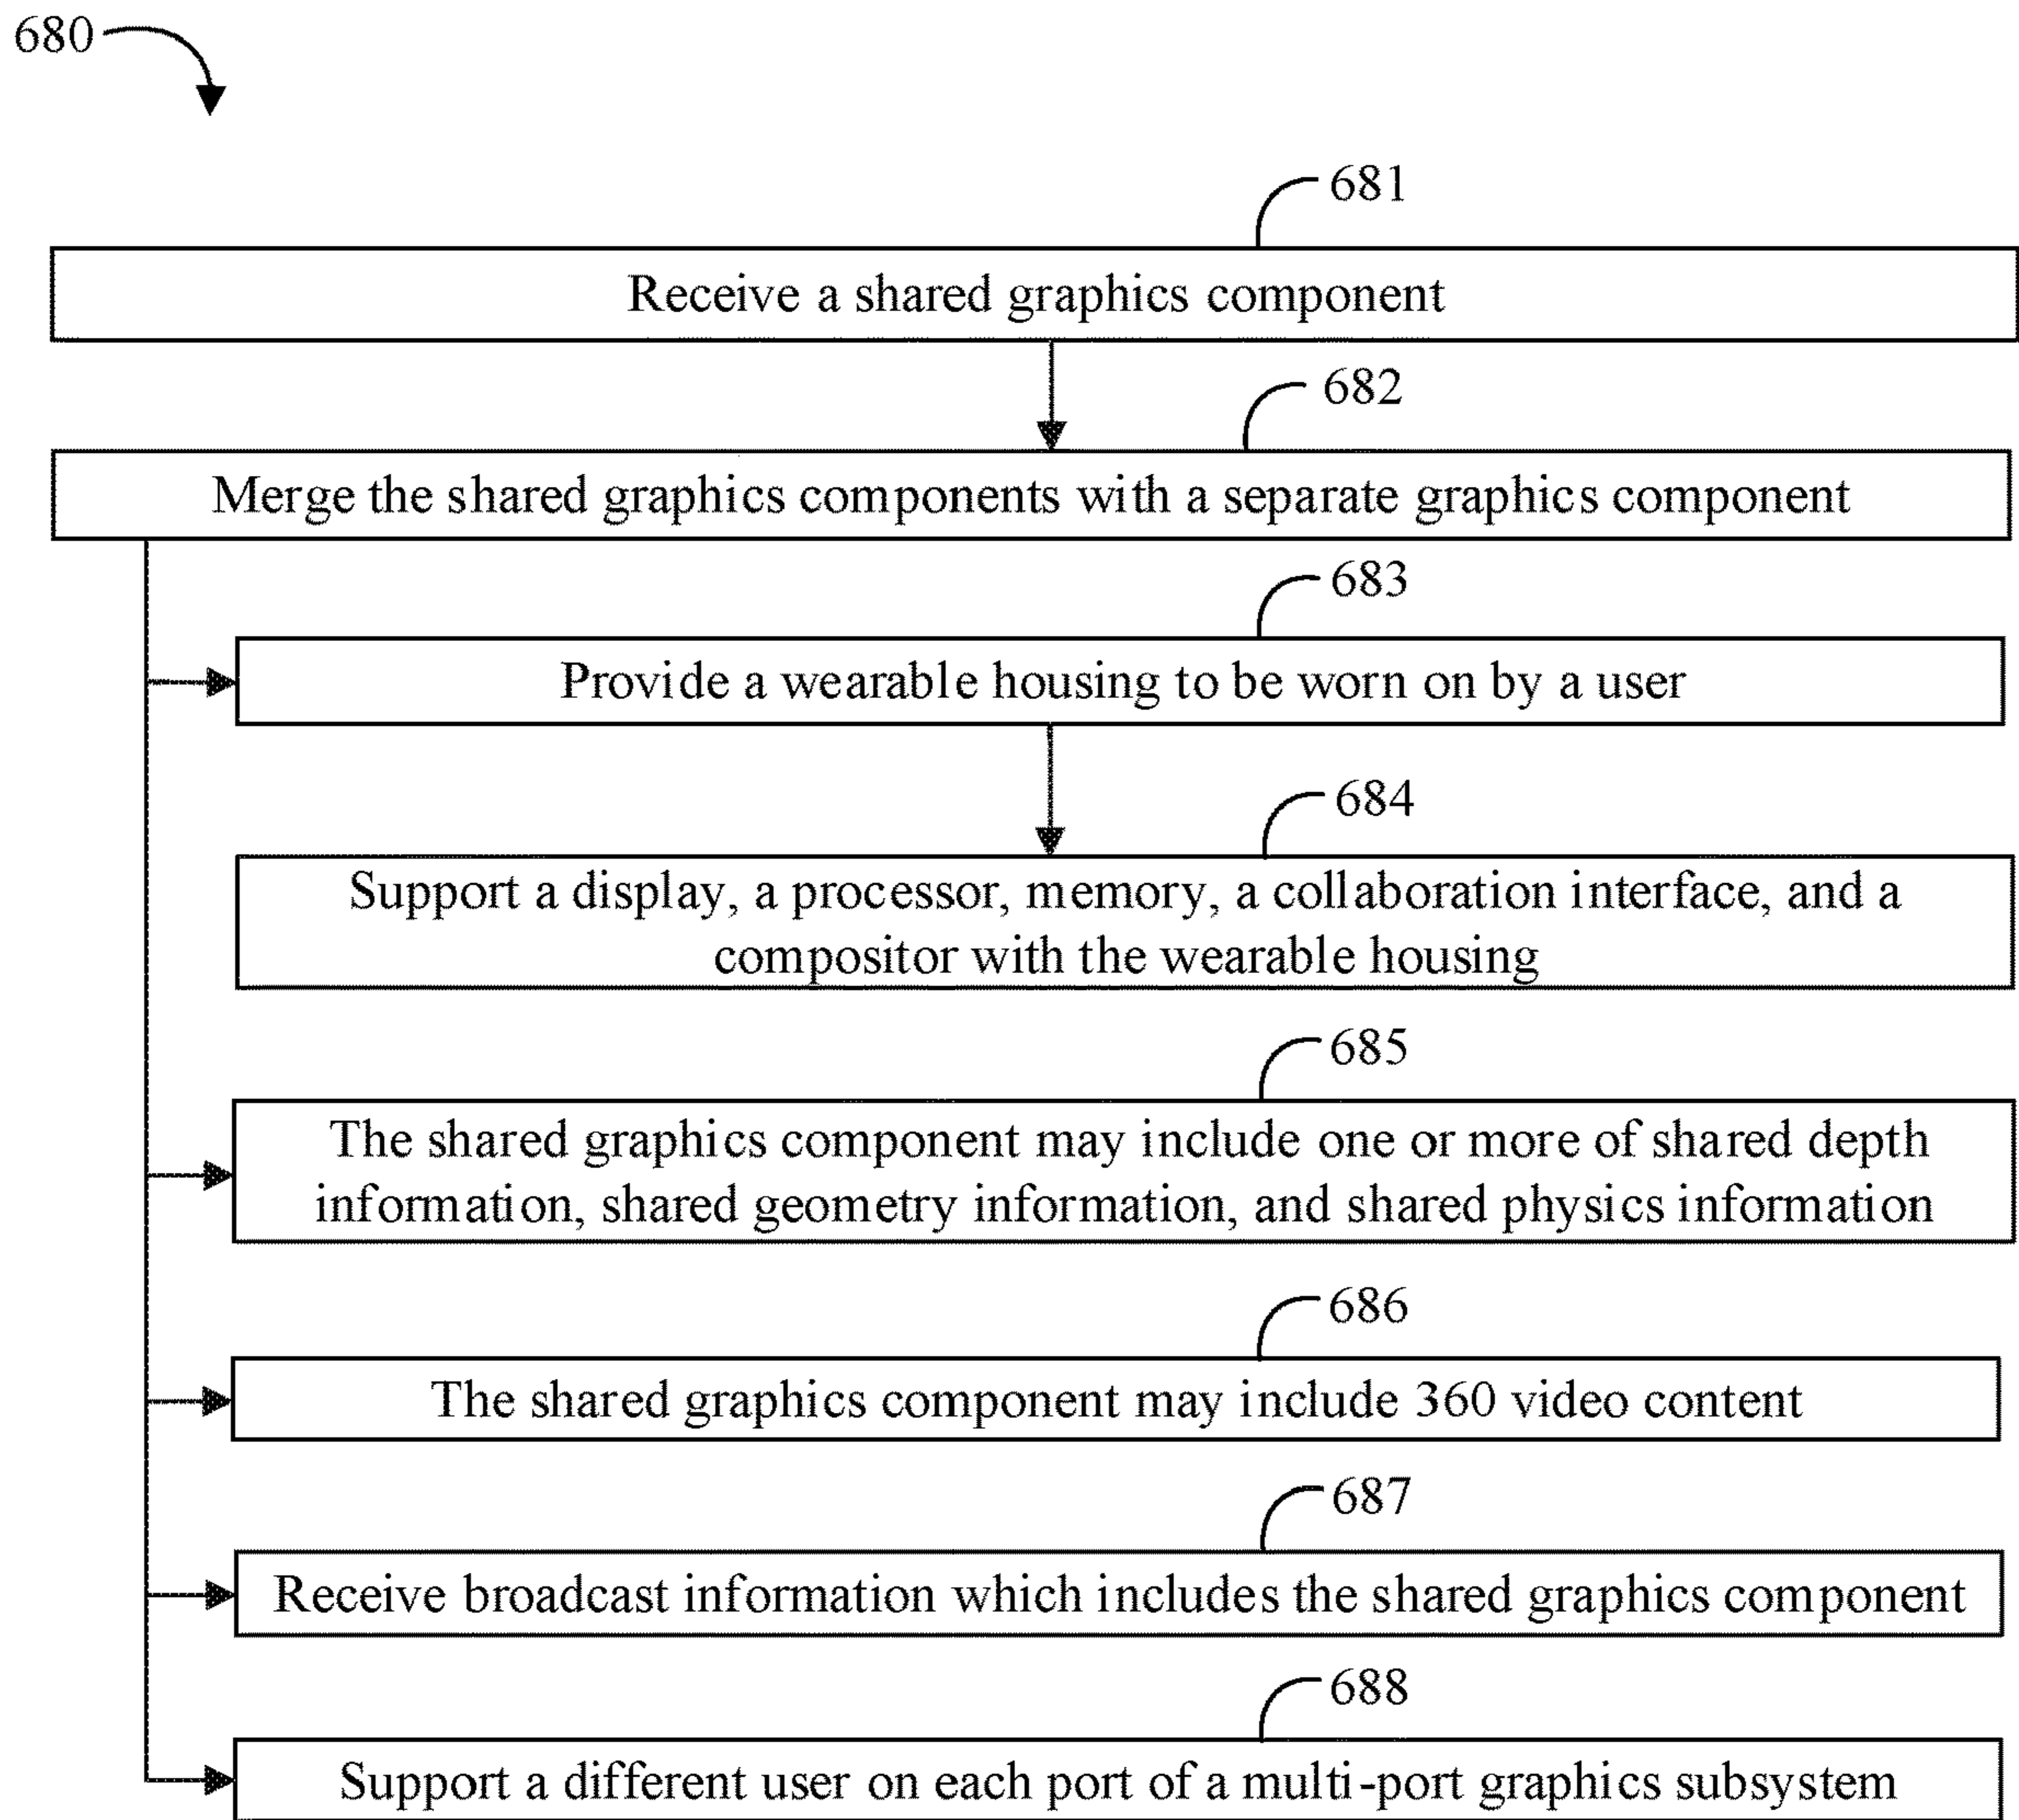 680
681
Receive a shared graphics component
682
Merge the shared graphics components with a separate graphics component
683
Provide a wearable housing to be worn on by a user
684
Support a display, a processor, memory, a collaboration interface, and a
compositor with the wearable housing
685
The shared graphics component may include one or more of shared depth
information, shared geometry information, and shared physics information
686
The shared graphics component may include 360 video content
687
Receive broadcast information which includes the shared graphics component
688
Support a different user on each port of a multi-port graphics subsystem